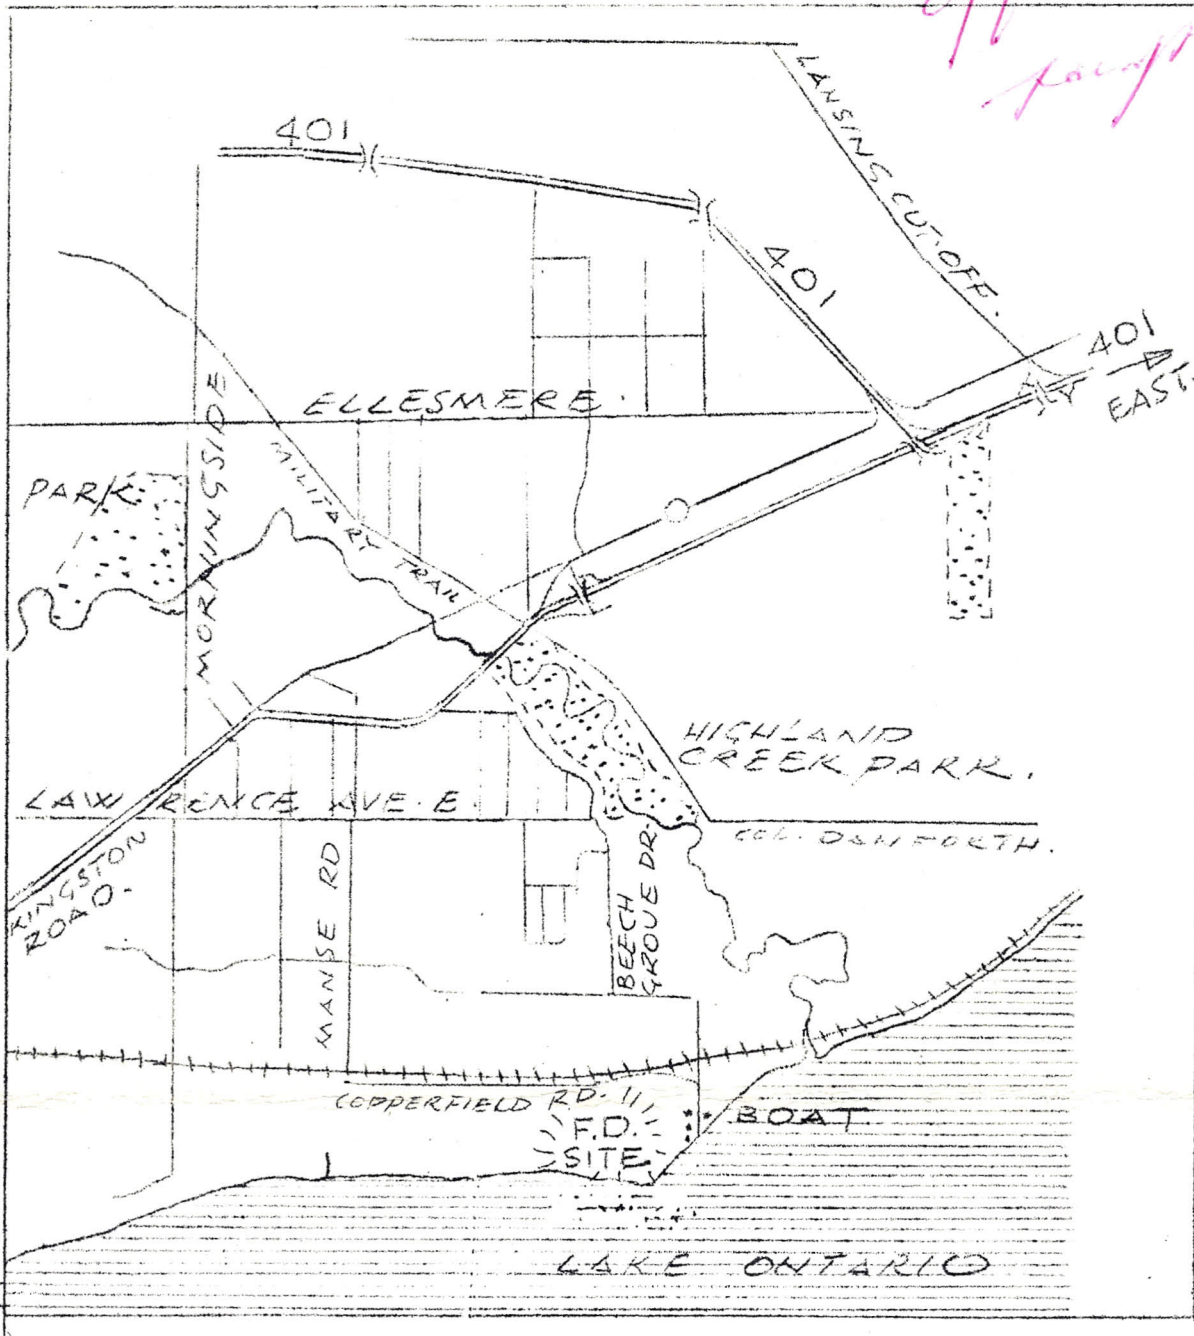 LANSING CUT-OFF.
401
401
401
EAST.
ELLESMERE.
MORNINGSIDE
PARK
MILITARY TRAIL
HIGHLAND
CREEK PARK.
LAWRENCE AVE. E.
COL. DANFORTH.
KINGSTON
ROAD.
MANSE RD
BEECH
GROVE DR.
COPPERFIELD RD.
F.D.
SITE
BOAT
LAKE ONTARIO